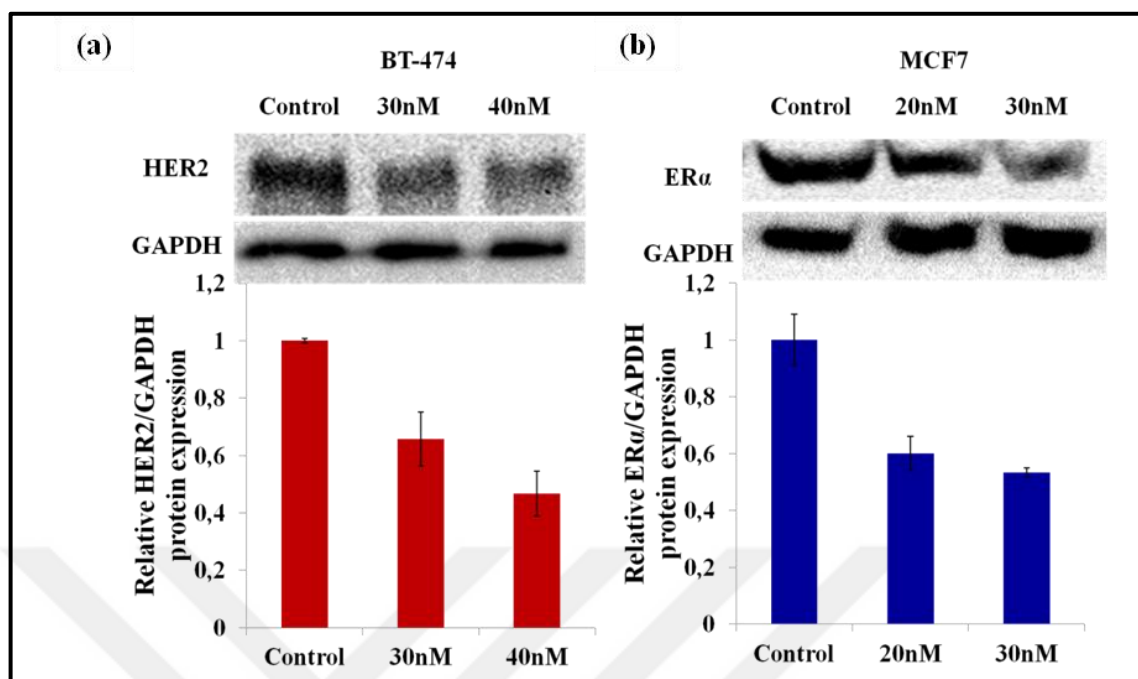 (a)
BT-474
Control 30nM 40nM
HER2
GAPDH
Relative HER2/GAPDH
protein expression
1,2
1
0,8
0,6
0,4
0,2
0
Control 30nM 40nM
(b)
MCF7
Control 20nM 30nM
ERα
GAPDH
Relative ERα/GAPDH
protein expression
1,2
1
0,8
0,6
0,4
0,2
0
Control 20nM 30nM